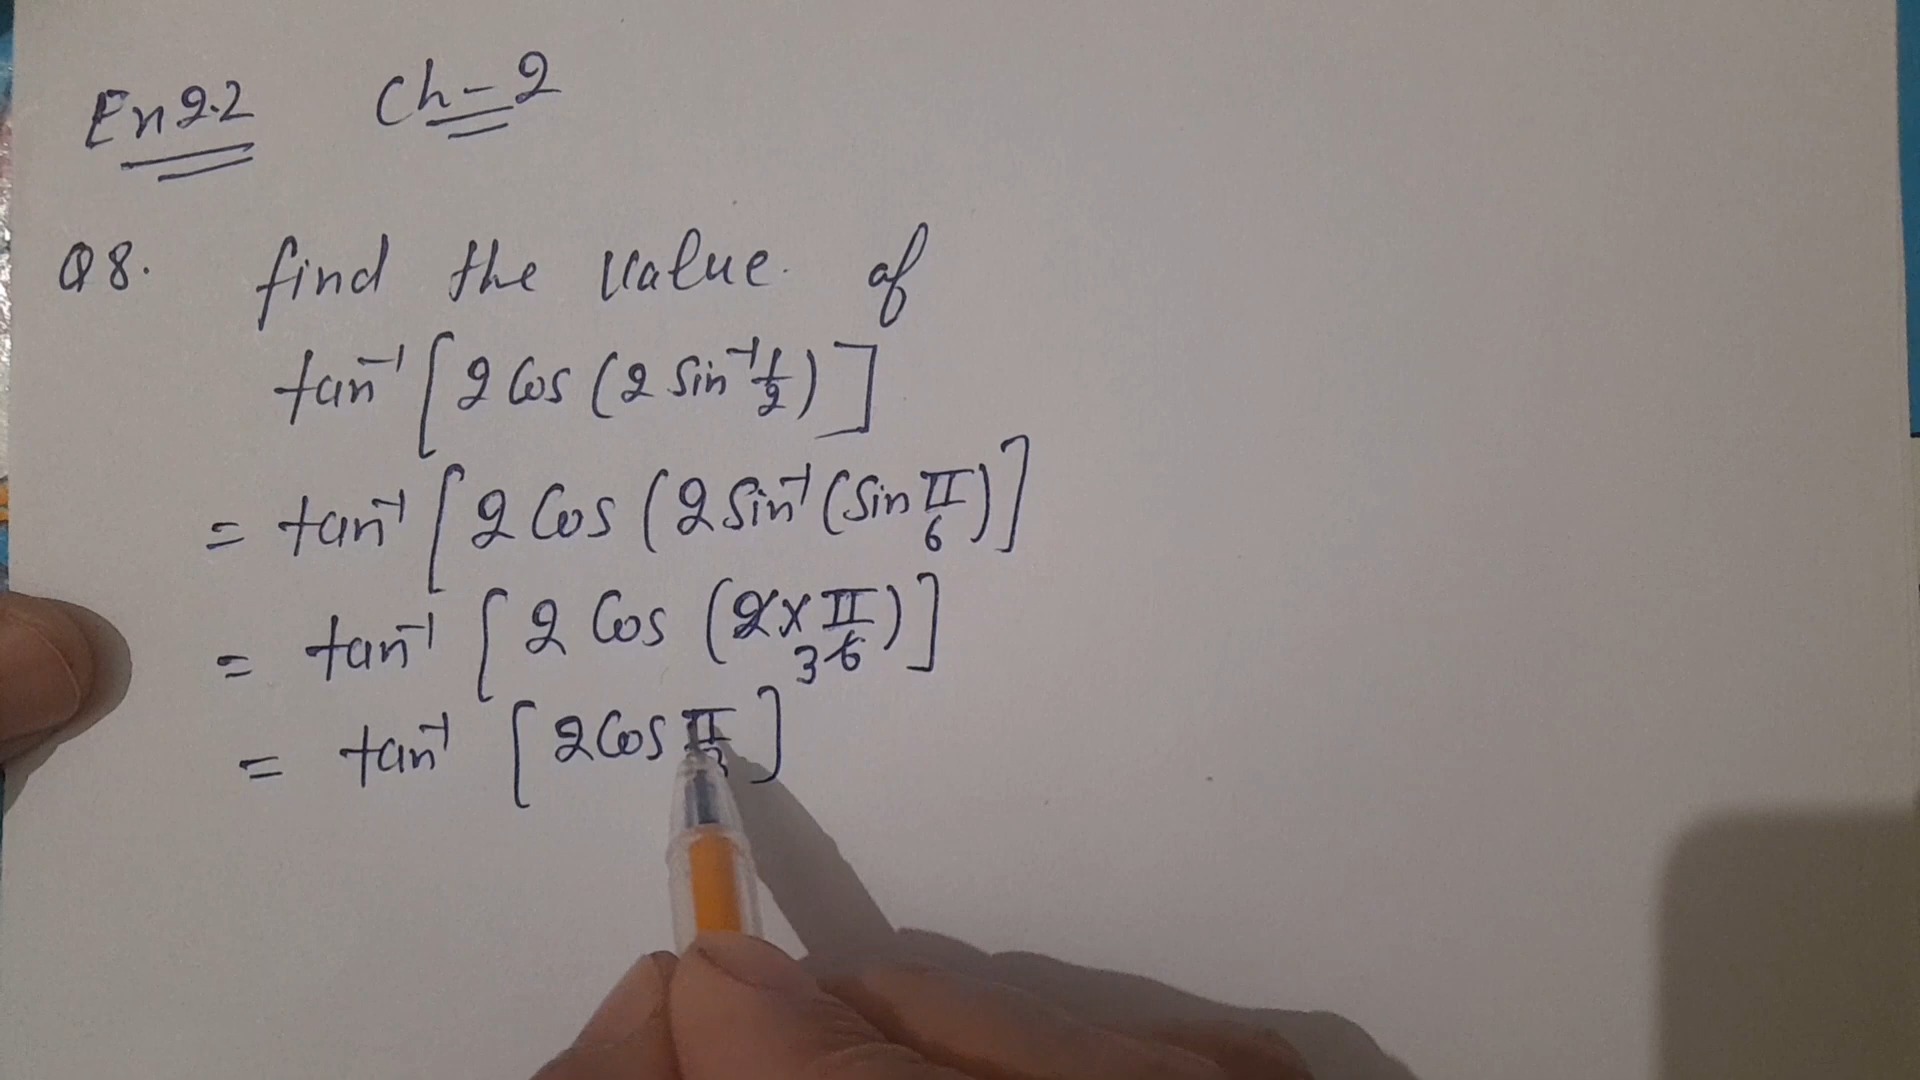 Ex 2.2 Ch-2
Q8. find the value of
tan⁻¹[2 Cos (2 Sin⁻¹ 1/2)]
= tan⁻¹[2 Cos (2 Sin⁻¹ (Sin π/6)]
= tan⁻¹[2 Cos (2 x π/6)] 3
= tan⁻¹[2 Cos π/3]